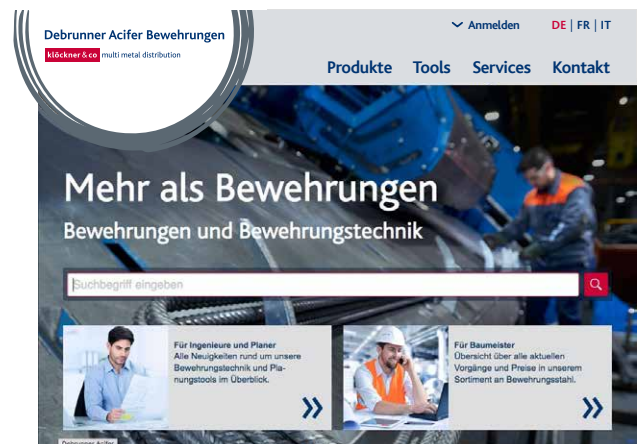 Debrunner Acifer Bewehrungen
klöckner & co multi metal distribution
Anmelden
DE | FR | IT
Produkte Tools Services Kontakt
Mehr als Bewehrungen
Bewehrungen und Bewehrungstechnik
Suchbegriff eingeben
Für Ingenieure und Planer
Alle Neuigkeiten rund um unsere
Bewehrungstechnik und Pla-
nungstools im Überblick.
Für Baumeister
Übersicht über alle aktuellen
Vorgänge und Preise in unserem
Sortiment an Bewehrungsstahl.
Debrunner Acifer